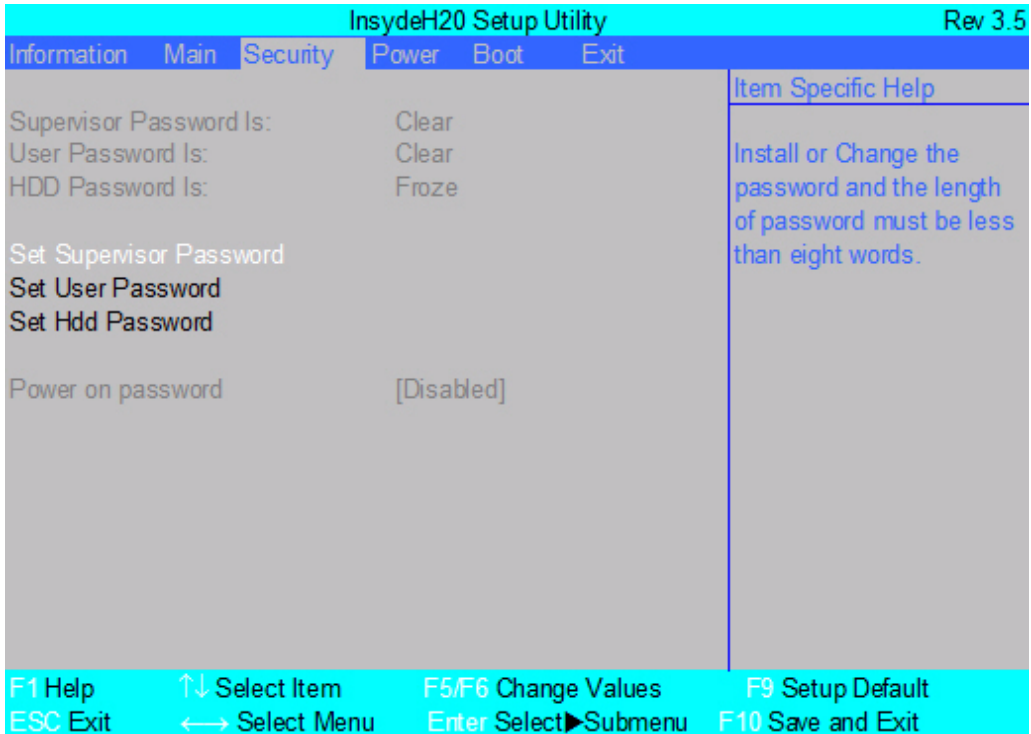 InsydeH20 Setup Utility Rev 3.5
Information Main Security Power Boot Exit
Item Specific Help
Supervisor Password Is: Clear
User Password Is: Clear
HDD Password Is: Froze
Install or Change the
password and the length
of password must be less
than eight words.
Set Supervisor Password
Set User Password
Set Hdd Password
Power on password [Disabled]
F1 Help ↑↓ Select Item F5/F6 Change Values F9 Setup Default
ESC Exit ←→ Select Menu Enter Select▶Submenu F10 Save and Exit